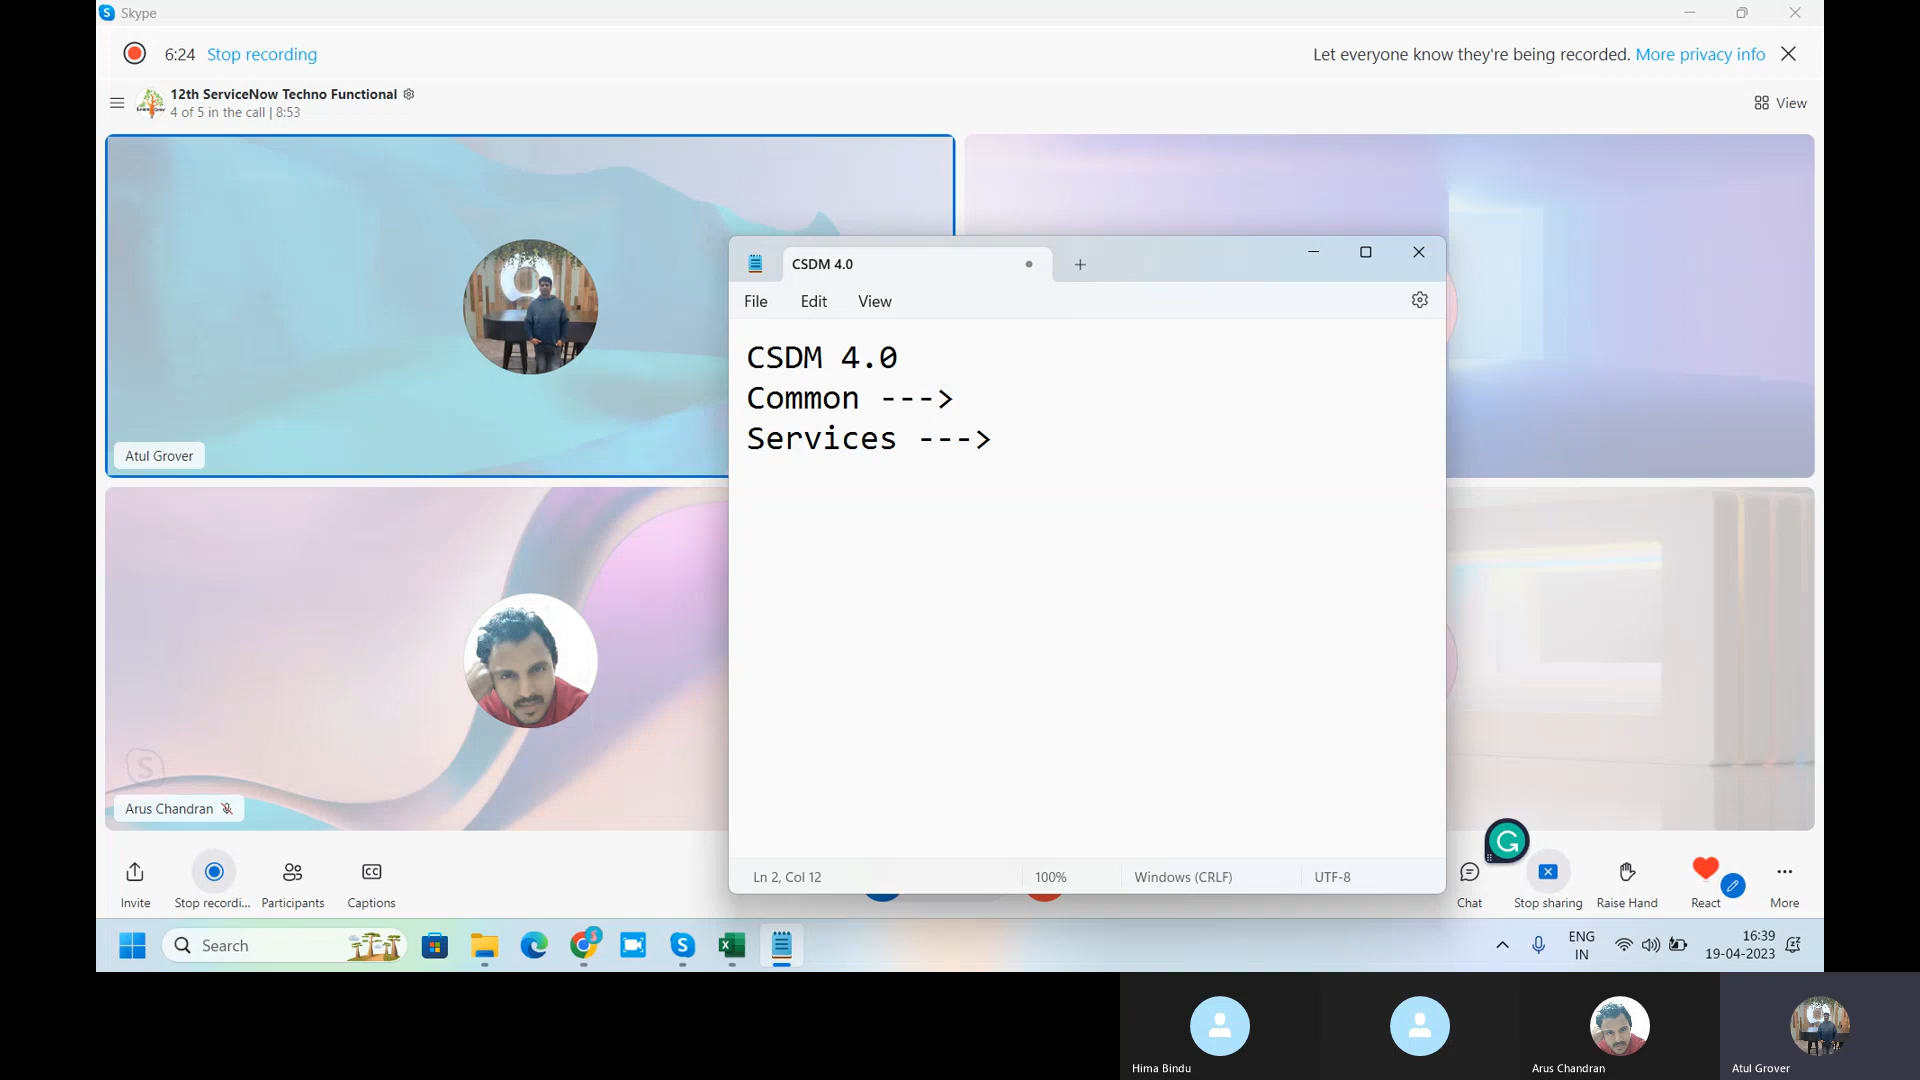 Skype
6:24 Stop recording
Let everyone know they're being recorded. More privacy info
12th ServiceNow Techno Functional
4 of 5 in the call | 8:53
View
Atul Grover
CSDM 4.0
File Edit View
CSDM 4.0
Common --->
Services --->
Ln 2, Col 12
100%
Windows (CRLF)
UTF-8
Arus Chandran
Invite
Stop recordi...
Participants
Captions
Chat
Stop sharing
Raise Hand
React
More
Search
ENG
IN
16:39
19-04-2023
Hima Bindu
Arus Chandran
Atul Grover